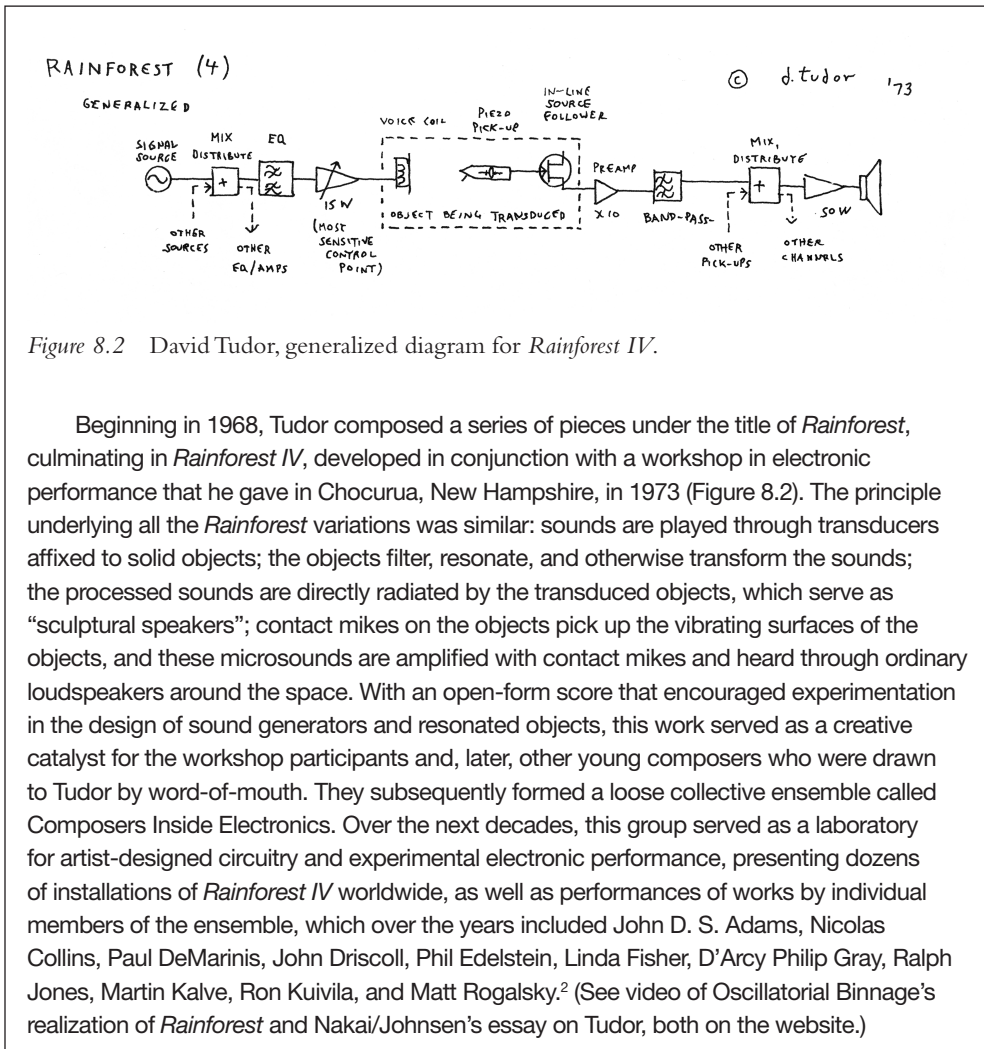 RAINFOREST (4)
© d. tudor '73
GENERALIZED
SIGNAL
SOURCE
MIX
DISTRIBUTE
EQ
VOICE COIL
PIEZO
PICK-UP
IN-LINE
SOURCE
FOLLOWER
PREAMP
MIX,
DISTRIBUTE
+
15 W
(MOST
SENSITIVE
CONTROL
POINT)
OBJECT BEING TRANSDUCED
X10
BAND-PASS-
+
50W
OTHER
SOURCES
OTHER
EQ/AMPS
OTHER
PICK-UPS
OTHER
CHANNELS
Figure 8.2 David Tudor, generalized diagram for Rainforest IV.
Beginning in 1968, Tudor composed a series of pieces under the title of Rainforest,
culminating in Rainforest IV, developed in conjunction with a workshop in electronic
performance that he gave in Chocurua, New Hampshire, in 1973 (Figure 8.2). The principle
underlying all the Rainforest variations was similar: sounds are played through transducers
affixed to solid objects; the objects filter, resonate, and otherwise transform the sounds;
the processed sounds are directly radiated by the transduced objects, which serve as
“sculptural speakers”; contact mikes on the objects pick up the vibrating surfaces of the
objects, and these microsounds are amplified with contact mikes and heard through ordinary
loudspeakers around the space. With an open-form score that encouraged experimentation
in the design of sound generators and resonated objects, this work served as a creative
catalyst for the workshop participants and, later, other young composers who were drawn
to Tudor by word-of-mouth. They subsequently formed a loose collective ensemble called
Composers Inside Electronics. Over the next decades, this group served as a laboratory
for artist-designed circuitry and experimental electronic performance, presenting dozens
of installations of Rainforest IV worldwide, as well as performances of works by individual
members of the ensemble, which over the years included John D. S. Adams, Nicolas
Collins, Paul DeMarinis, John Driscoll, Phil Edelstein, Linda Fisher, D’Arcy Philip Gray, Ralph
Jones, Martin Kalve, Ron Kuivila, and Matt Rogalsky.² (See video of Oscillatorial Binnage’s
realization of Rainforest and Nakai/Johnsen’s essay on Tudor, both on the website.)